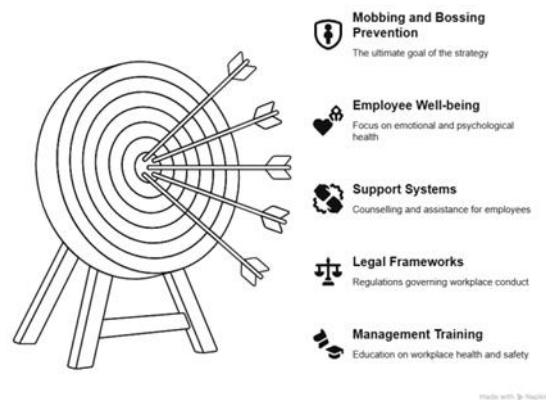 Mobbing and Bossing
Prevention
The ultimate goal of the strategy
Employee Well-being
Focus on emotional and psychological
health
Support Systems
Counselling and assistance for employees
Legal Frameworks
Regulations governing workplace conduct
Management Training
Education on workplace health and safety
Made with Napkin